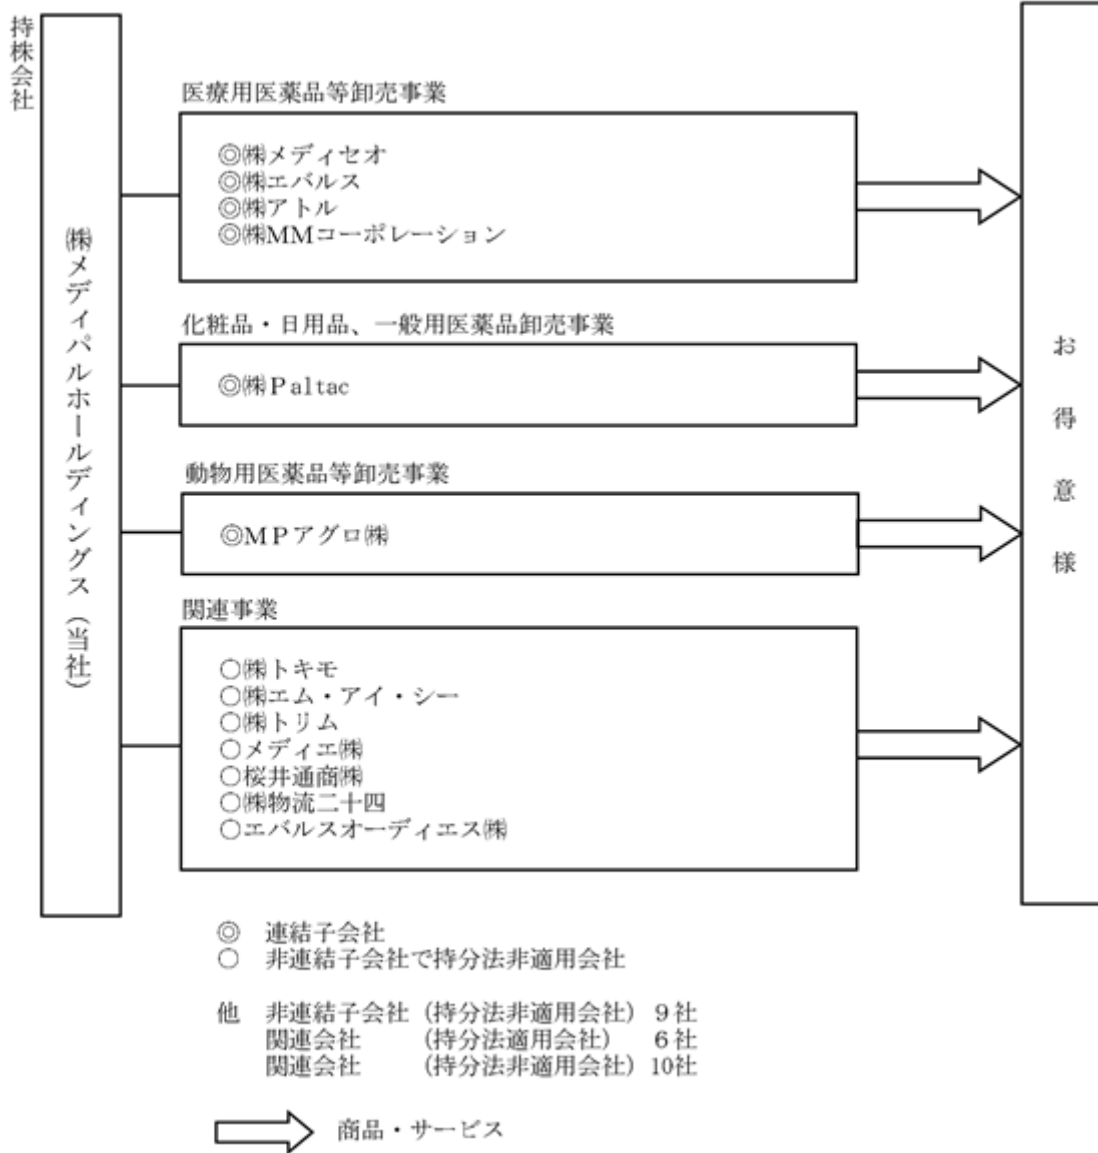 持株会社
㈱メディパルホールディングス（当社）
医療用医薬品等卸売事業
◎㈱メディセオ
◎㈱エバルス
◎㈱アトル
◎㈱MMコーポレーション
化粧品・日用品、一般用医薬品卸売事業
◎㈱Ｐaltac
動物用医薬品等卸売事業
◎ＭＰアグロ㈱
関連事業
○㈱トキモ
○㈱エム・アイ・シー
○㈱トリム
○メディエ㈱
○桜井通商㈱
○㈱物流二十四
○エバルスオーディエス㈱
お得意様
◎　連結子会社
○　非連結子会社で持分法非適用会社
他　非連結子会社（持分法非適用会社）９社
関連会社　　（持分法適用会社）　６社
関連会社　　（持分法非適用会社）10社
商品・サービス